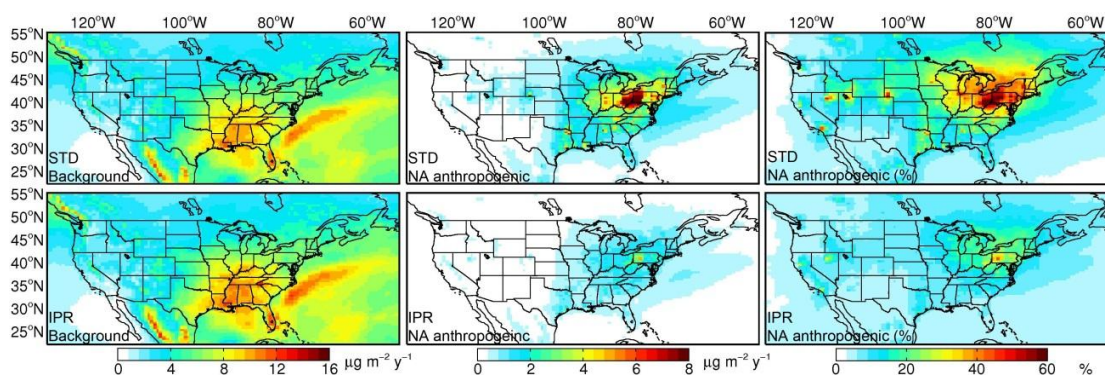 120°W 100°W 80°W 60°W 120°W 100°W 80°W 60°W 120°W 100°W 80°W 60°W
55°N
50°N
45°N
40°N
35°N
30°N
25°N
STD
Background
STD
NA anthropogenic
STD
NA anthropogenic (%)
55°N
50°N
45°N
40°N
35°N
30°N
25°N
IPR
Background
IPR
NA anthropogeinc
IPR
NA anthropogenic (%)
0 4 8 12 16 μg m⁻² y⁻¹
0 2 4 6 8 μg m⁻² y⁻¹
0 20 40 60 %